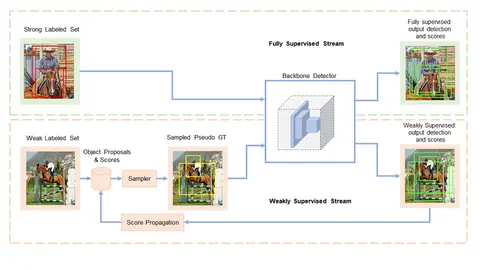 Strong Labeled Set
Fully Supervised Stream
Fully supervised
output detection
and scores
Backbone Detector
Weak Labeled Set
Object Proposals
& Scores
Sampler
Sampled Pseudo GT
Weakly Supervised
output detection
and scores
Weakly Supervised Stream
Score Propagation